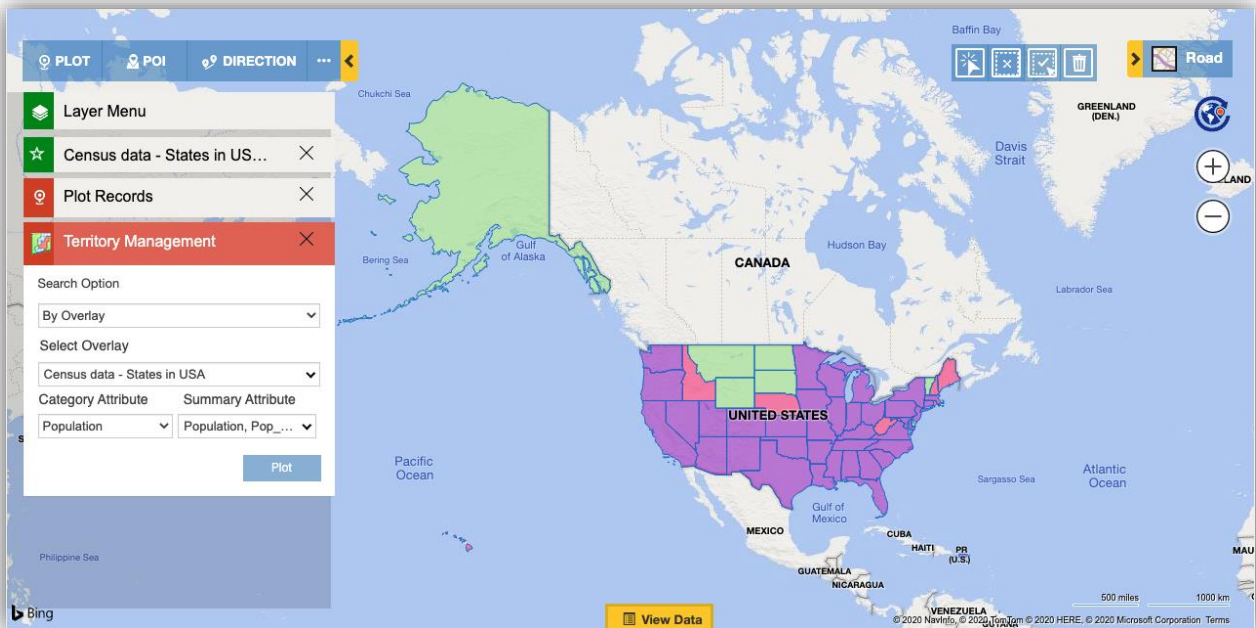 PLOT
POI
DIRECTION
...
Road
Layer Menu
Census data - States in US...
Plot Records
Territory Management
Search Option
By Overlay
Select Overlay
Census data - States in USA
Category Attribute
Summary Attribute
Population
Population, Pop_...
Plot
Philippine Sea
Bing
Chukchi Sea
Bering Sea
Gulf
of Alaska
Pacific
Ocean
Baffin Bay
GREENLAND
(DEN.)
Davis
Strait
LAND
Hudson Bay
CANADA
Labrador Sea
UNITED STATES
Sargasso Sea
Atlantic
Ocean
Gulf of
Mexico
MEXICO
CUBA
HAITI
PR
(U.S.)
GUATEMALA
NICARAGUA
VENEZUELA
GUYANA
MAU
500 miles
1000 km
View Data
© 2020 NavInfo, © 2020 TomTom © 2020 HERE, © 2020 Microsoft Corporation Terms